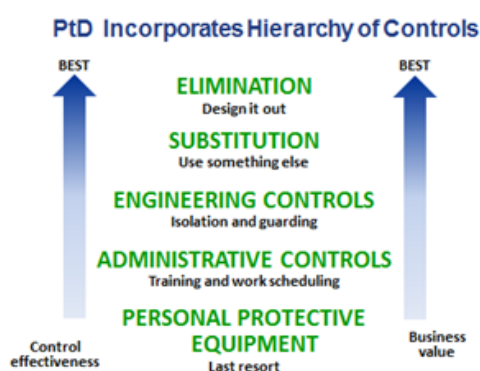 PtD Incorporates Hierarchy of Controls
BEST
BEST
ELIMINATION
Design it out
SUBSTITUTION
Use something else
ENGINEERING CONTROLS
Isolation and guarding
ADMINISTRATIVE CONTROLS
Training and work scheduling
PERSONAL PROTECTIVE
EQUIPMENT
Last resort
Control
effectiveness
Business
value